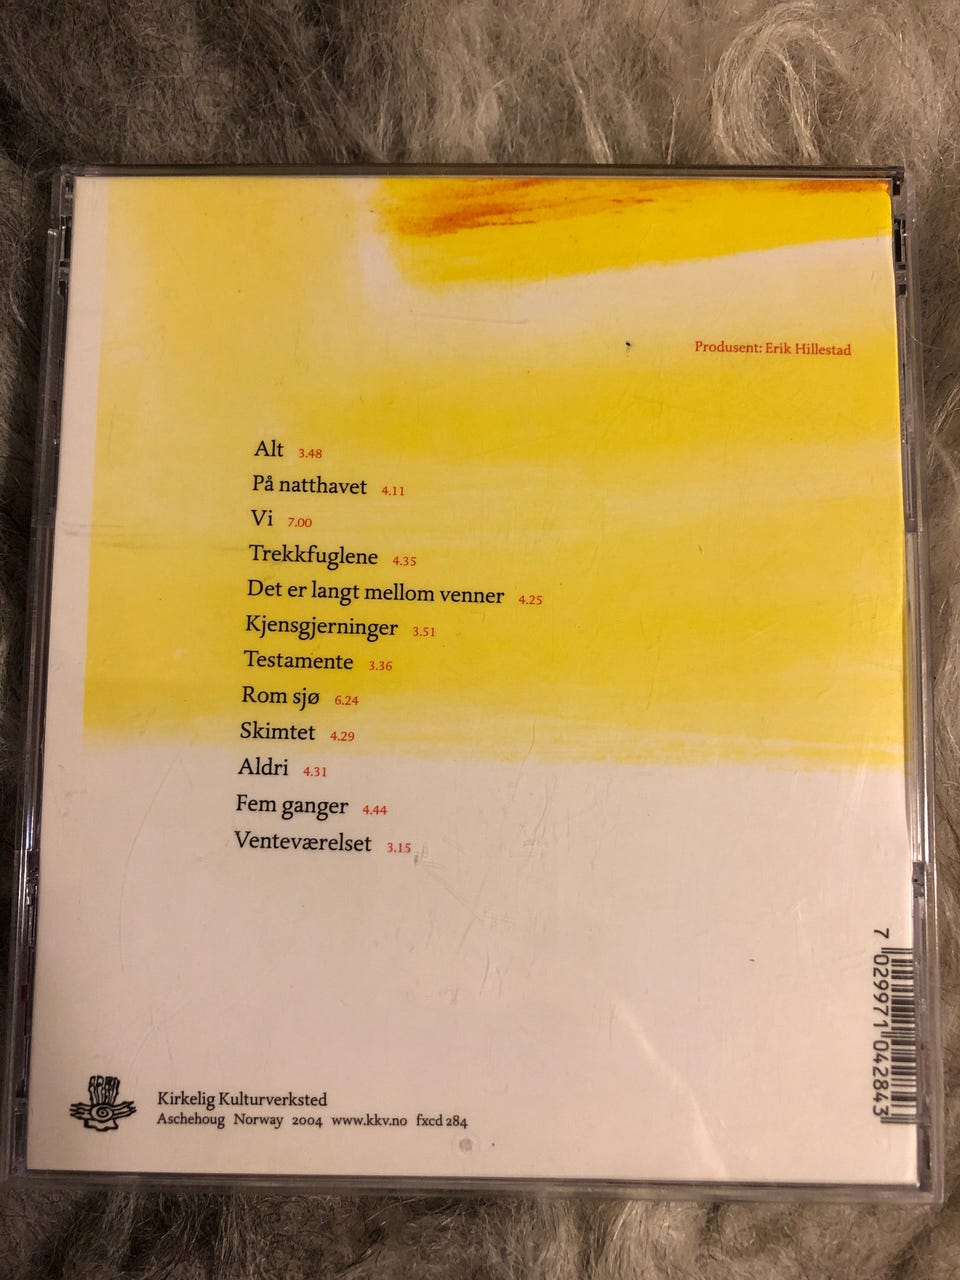 Produsent: Erik Hillestad
Alt 3.48
På natthavet 4.11
Vi 7.00
Trekkfuglene 4.35
Det er langt mellom venner 4.25
Kjensgjerninger 3.51
Testamente 3.36
Rom sjø 6.24
Skimtet 4.29
Aldri 4.31
Fem ganger 4.44
Venteværelset 3.15
7 029971 042843
Kirkelig Kulturverksted
Aschehoug Norway 2004 www.kkv.no fxcd 284